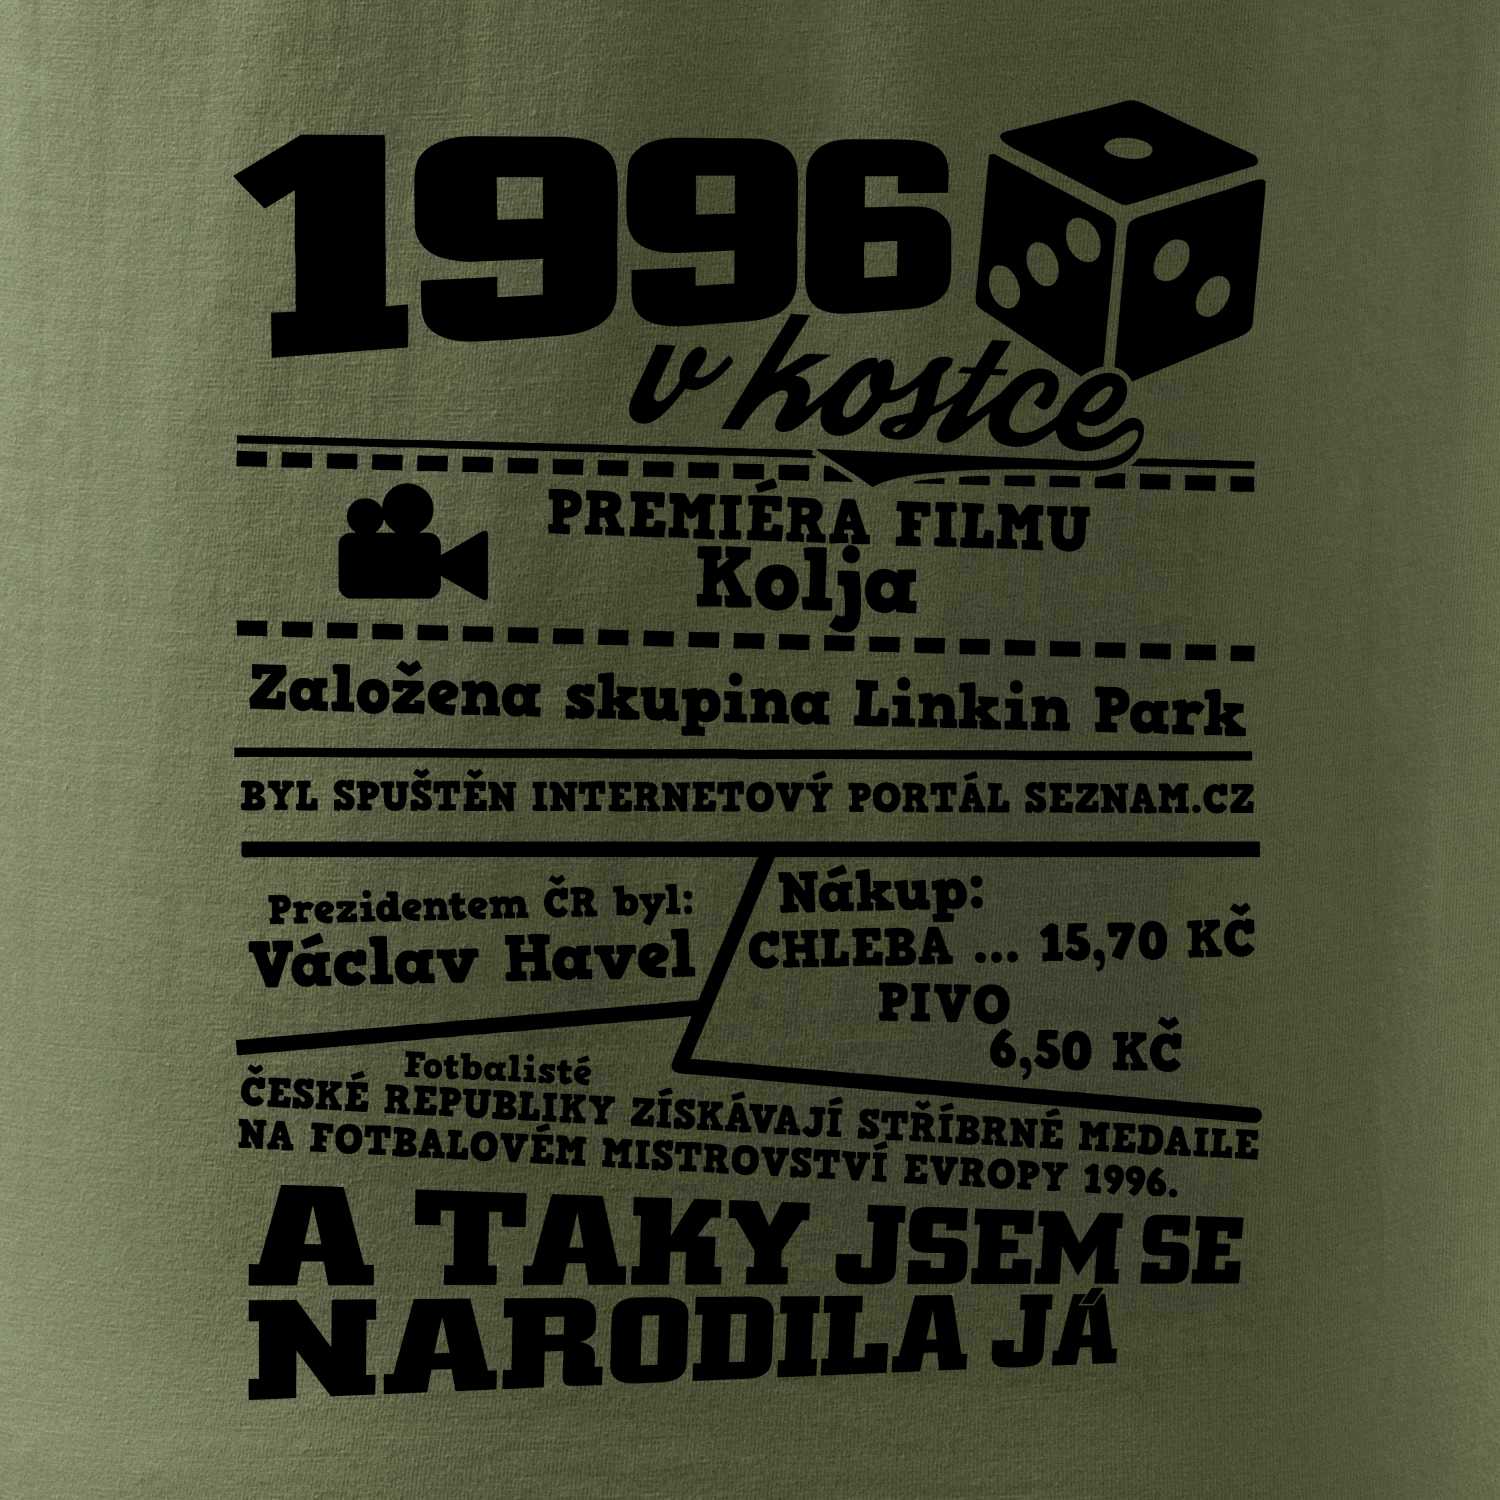 1996
v kostce
PREMIÉRA FILMU
Kolja
Založena skupina Linkin Park
BYL SPUŠTĚN INTERNETOVÝ PORTÁL SEZNAM.CZ
Prezidentem ČR byl:
Václav Havel
Nákup:
CHLEBA ... 15,70 KČ
PIVO
6,50 KČ
Fotbalisté
ČESKÉ REPUBLIKY ZÍSKÁVAJÍ STŘÍBRNÉ MEDAILE
NA FOTBALOVÉM MISTROVSTVÍ EVROPY 1996.
A TAKY JSEM SE
NARODILA JÁ